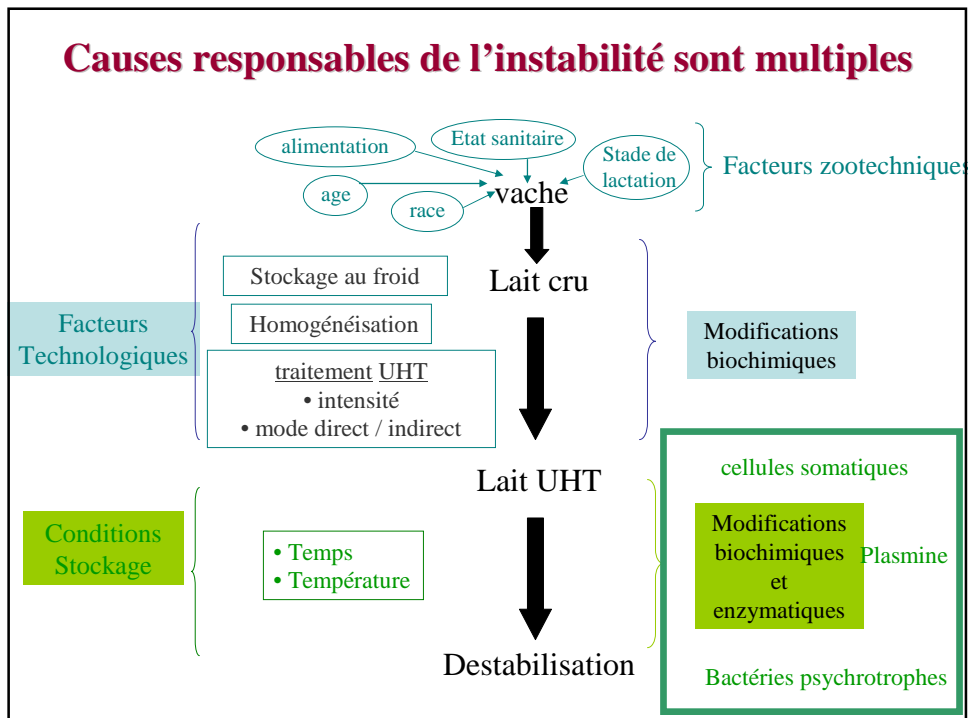 Causes responsables de l'instabilité sont multiples
alimentation
Etat sanitaire
Stade de
lactation
Facteurs zootechniques
age
race
vache
Stockage au froid
Lait cru
Facteurs
Technologiques
Homogénéisation
Modifications
biochimiques
traitement UHT
• intensité
• mode direct / indirect
Lait UHT
cellules somatiques
Conditions
Stockage
• Temps
• Température
Modifications
biochimiques
et
enzymatiques
Plasmine
Destabilisation
Bactéries psychrotrophes